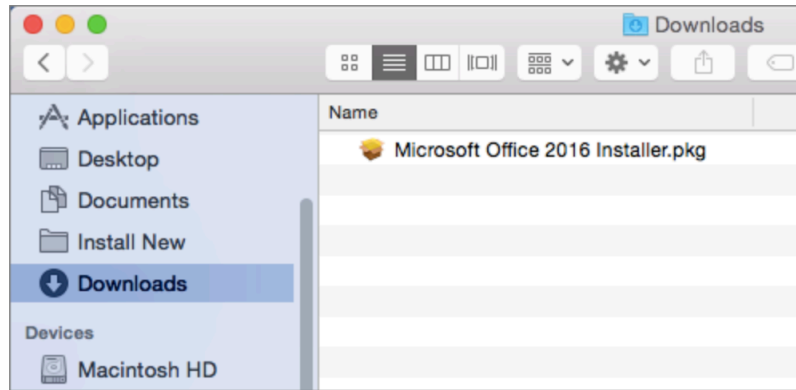 Downloads
Applications
Desktop
Documents
Install New
Downloads
Devices
Macintosh HD
Name
Microsoft Office 2016 Installer.pkg